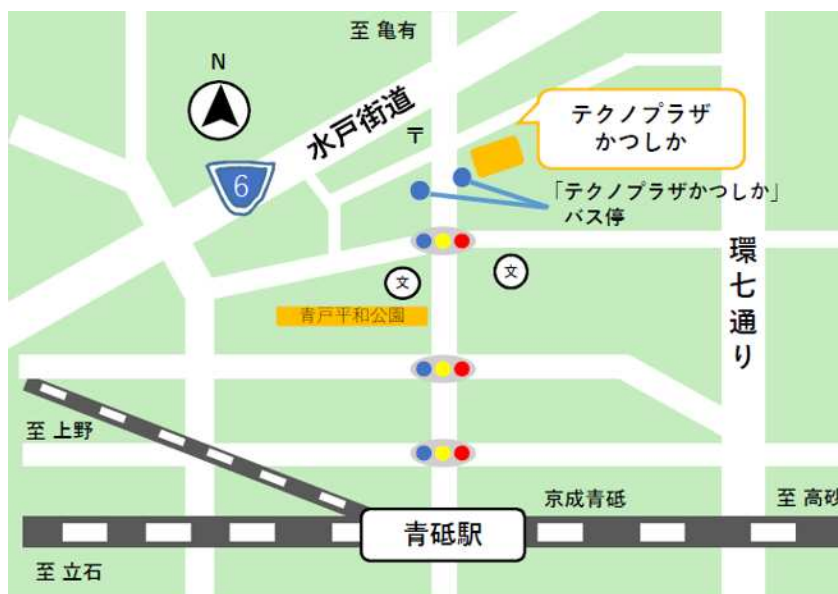 至 亀有
N
水戸街道
〒
テクノプラザ
かつしか
6
「テクノプラザかつしか」
バス停
環七通り
文
文
青戸平和公園
至 上野
京成青砥
至 高砂
青砥駅
至 立石